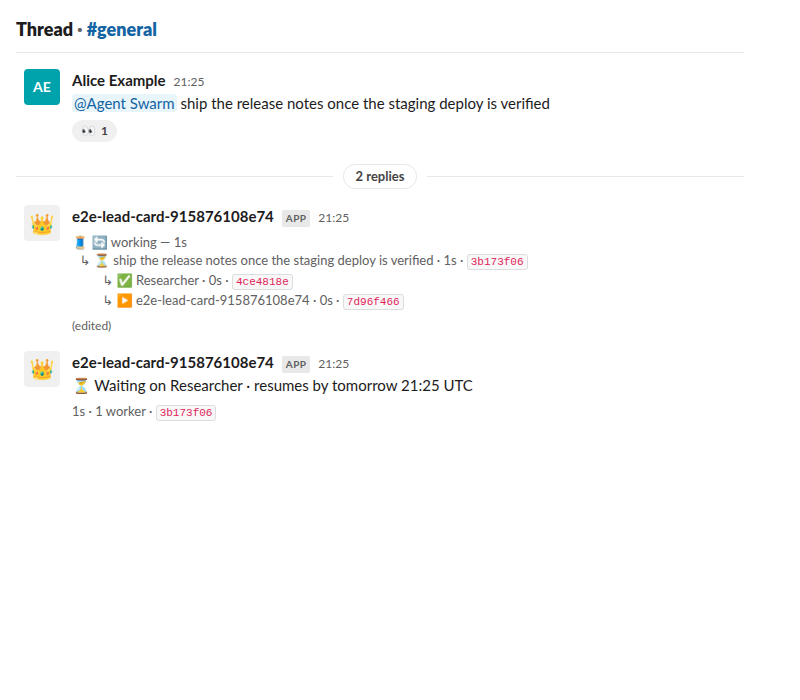 Thread • #general
AE
Alice Example 21:25
@Agent Swarm ship the release notes once the staging deploy is verified
👀 1
2 replies
e2e-lead-card-915876108e74 APP 21:25
🧵 🔄 working — 1s
↳ ⏳ ship the release notes once the staging deploy is verified · 1s · 3b173f06
↳ ✅ Researcher · 0s · 4ce4818e
↳ ▶️ e2e-lead-card-915876108e74 · 0s · 7d96f466
(edited)
e2e-lead-card-915876108e74 APP 21:25
⏳ Waiting on Researcher · resumes by tomorrow 21:25 UTC
1s · 1 worker · 3b173f06